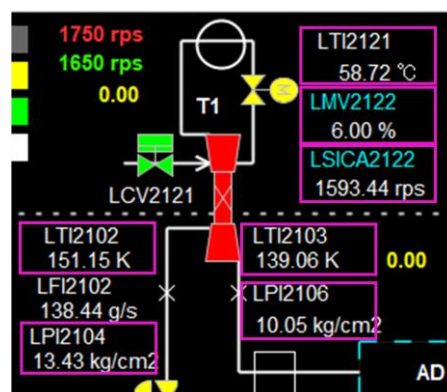 1750 rps
1650 rps
0.00
T1
M
LTI2121
58.72 ℃
LMV2122
6.00 %
LSICA2122
1593.44 rps
LCV2121
LTI2102
151.15 K
LFI2102
138.44 g/s
LPI2104
13.43 kg/cm2
LTI2103
139.06 K
0.00
LPI2106
10.05 kg/cm2
AD